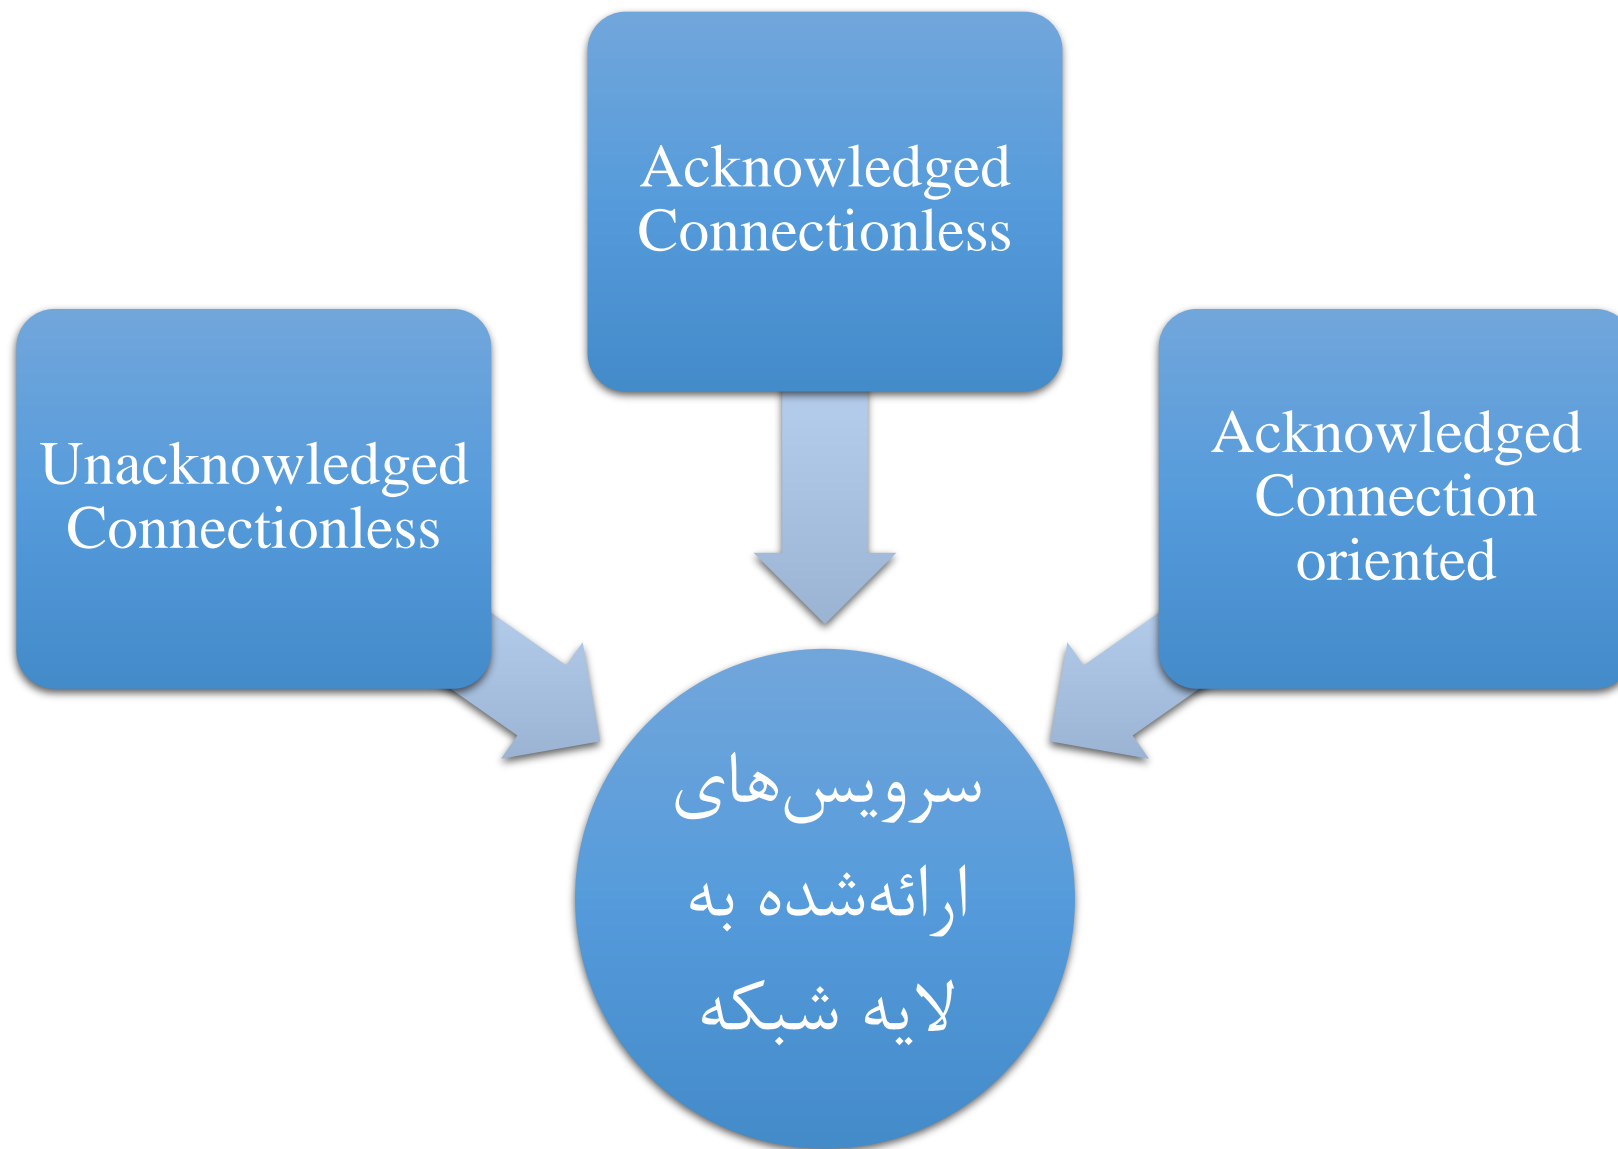 Acknowledged
Connectionless
Unacknowledged
Connectionless
Acknowledged
Connection
oriented
سرویس‌های
ارائه‌شده به
لایه شبکه